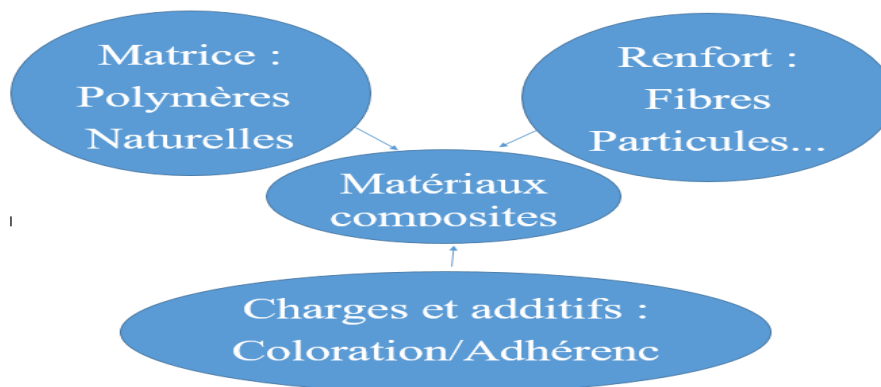 Matrice :
Polymères
Naturelles
Renfort :
Fibres
Particules...
Matériaux
composites
Charges et additifs :
Coloration/Adhérenc